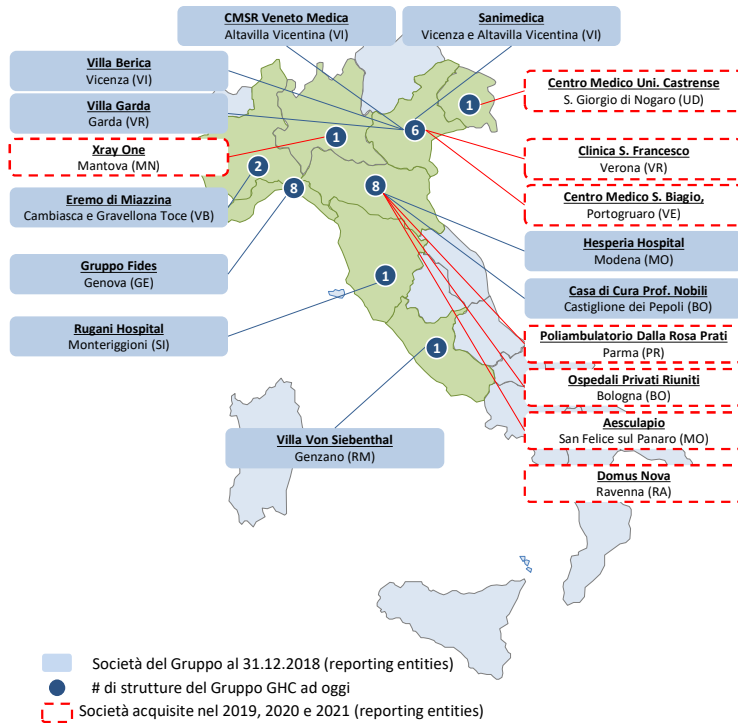 CMSR Veneto Medica
Altavilla Vicentina (VI)
Sanimedica
Vicenza e Altavilla Vicentina (VI)
Villa Berica
Vicenza (VI)
Villa Garda
Garda (VR)
Xray One
Mantova (MN)
Eremo di Miazzina
Cambiasca e Gravellona Toce (VB)
Gruppo Fides
Genova (GE)
Rugani Hospital
Monteriggioni (SI)
Villa Von Siebenthal
Genzano (RM)
1
6
1
2
8
8
1
1
Centro Medico Uni. Castrense
S. Giorgio di Nogaro (UD)
Clinica S. Francesco
Verona (VR)
Centro Medico S. Biagio,
Portogruaro (VE)
Hesperia Hospital
Modena (MO)
Casa di Cura Prof. Nobili
Castiglione dei Pepoli (BO)
Poliambulatorio Dalla Rosa Prati
Parma (PR)
Ospedali Privati Riuniti
Bologna (BO)
Aesculapio
San Felice sul Panaro (MO)
Domus Nova
Ravenna (RA)
Società del Gruppo al 31.12.2018 (reporting entities)
# di strutture del Gruppo GHC ad oggi
Società acquisite nel 2019, 2020 e 2021 (reporting entities)